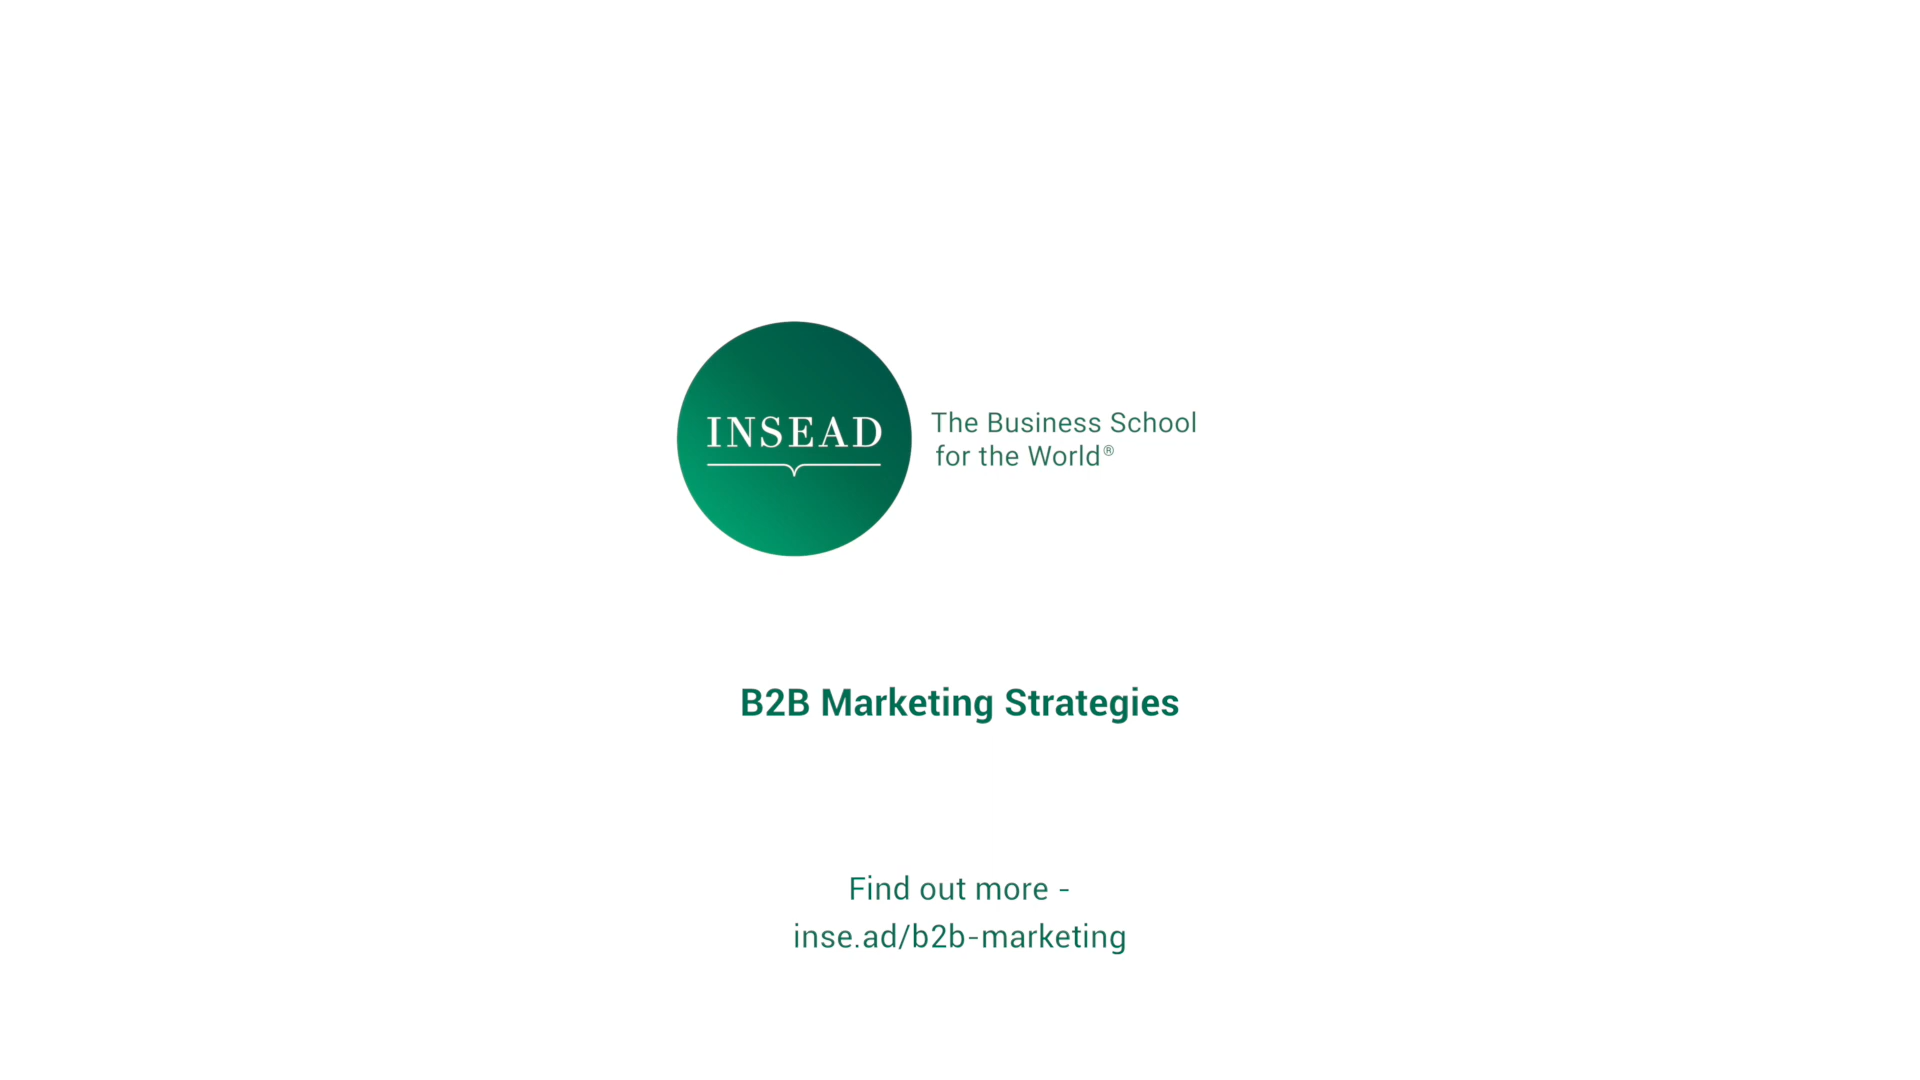 INSEAD
The Business School
for the World®
B2B Marketing Strategies
Find out more -
inse.ad/b2b-marketing